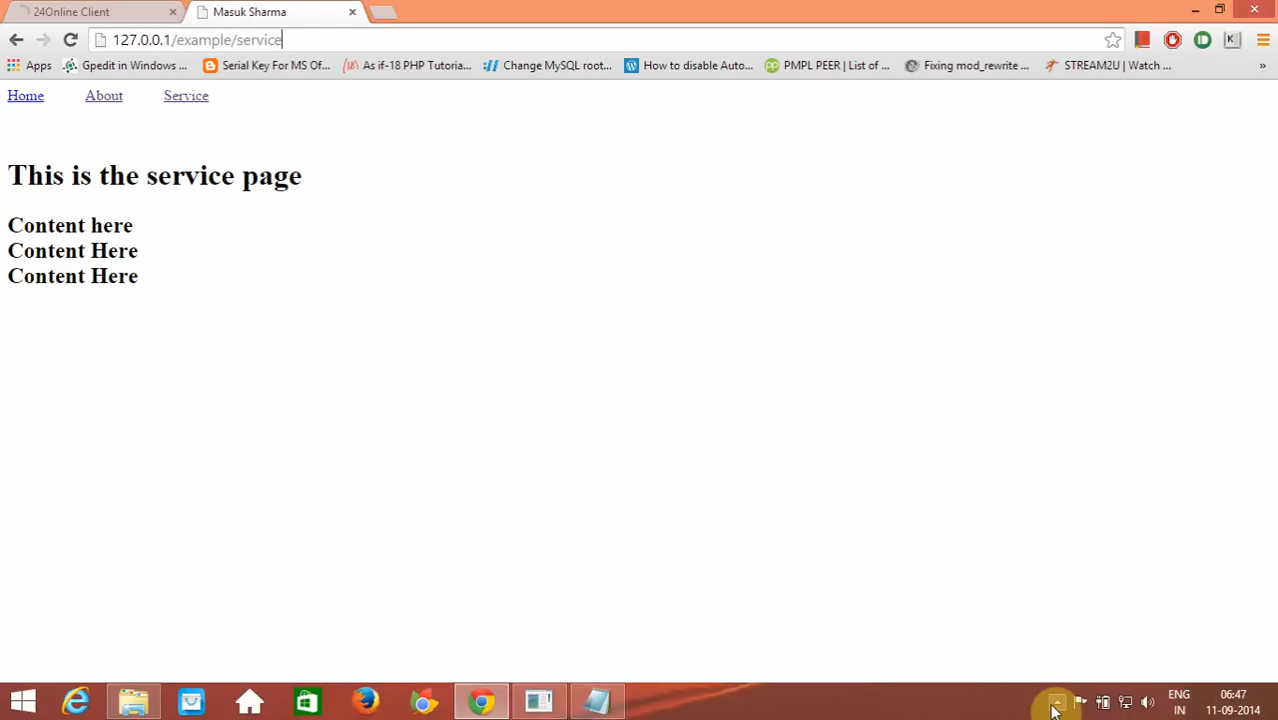 24Online Client
Masuk Sharma
127.0.0.1/example/service
Apps
Gpedit in Windows ...
Serial Key For MS Of...
As if-18 PHP Tutoria...
Change MySQL root...
How to disable Auto...
PMPL PEER | List of ...
Fixing mod_rewrite ...
STREAM2U | Watch ...
»
Home About Service
This is the service page
Content here
Content Here
Content Here
ENG 06:47
IN 11-09-2014